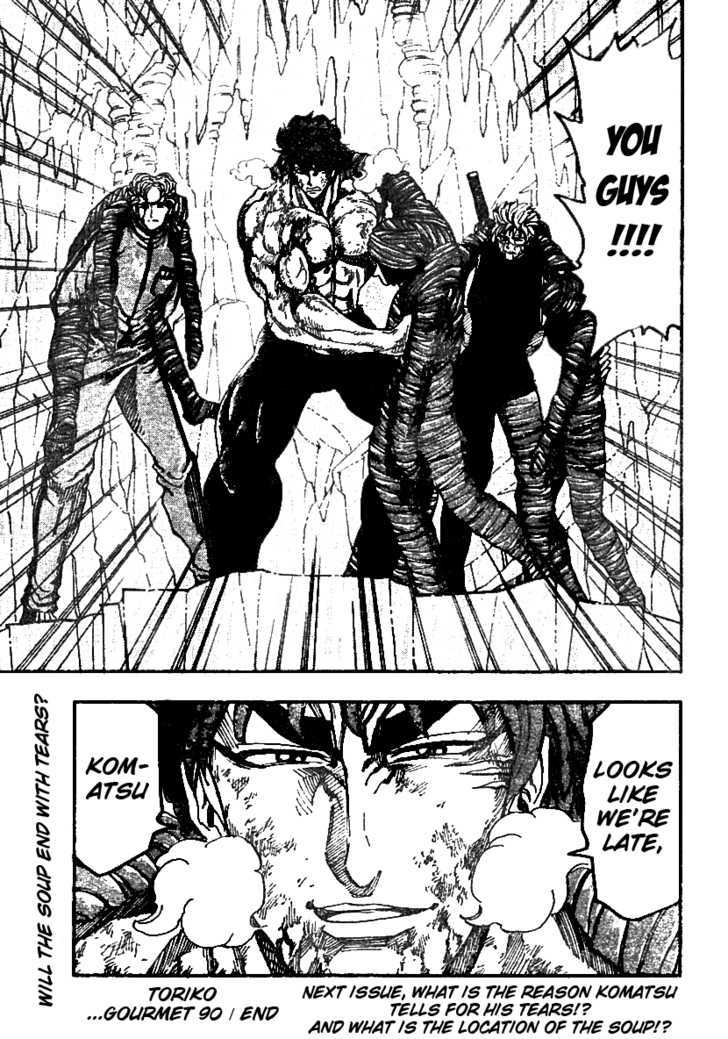 YOU
GUYS
!!!!
LOOKS
LIKE
WE'RE
LATE,
KOM-
ATSU
WILL THE SOUP END WITH TEARS?
TORIKO
...GOURMET 90 / END
NEXT ISSUE, WHAT IS THE REASON KOMATSU
TELLS FOR HIS TEARS!?
AND WHAT IS THE LOCATION OF THE SOUP!?